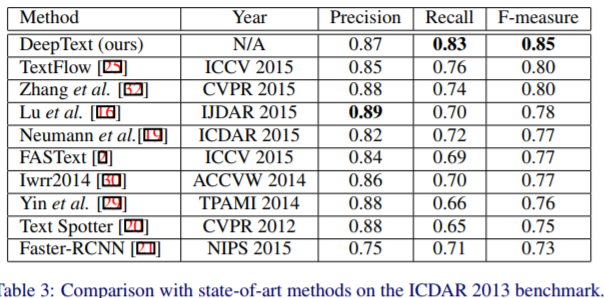 Method Year Precision Recall F-measure
DeepText (ours) N/A 0.87 0.83 0.85
TextFlow [25] ICCV 2015 0.85 0.76 0.80
Zhang et al. [32] CVPR 2015 0.88 0.74 0.80
Lu et al. [16] IJDAR 2015 0.89 0.70 0.78
Neumann et al.[19] ICDAR 2015 0.82 0.72 0.77
FASText ICCV 2015 0.84 0.69 0.77
Iwrr2014 [30] ACCVW 2014 0.86 0.70 0.77
Yin et al. [29] TPAMI 2014 0.88 0.66 0.76
Text Spotter [20] CVPR 2012 0.88 0.65 0.75
Faster-RCNN [21] NIPS 2015 0.75 0.71 0.73
Table 3: Comparison with state-of-art methods on the ICDAR 2013 benchmark.